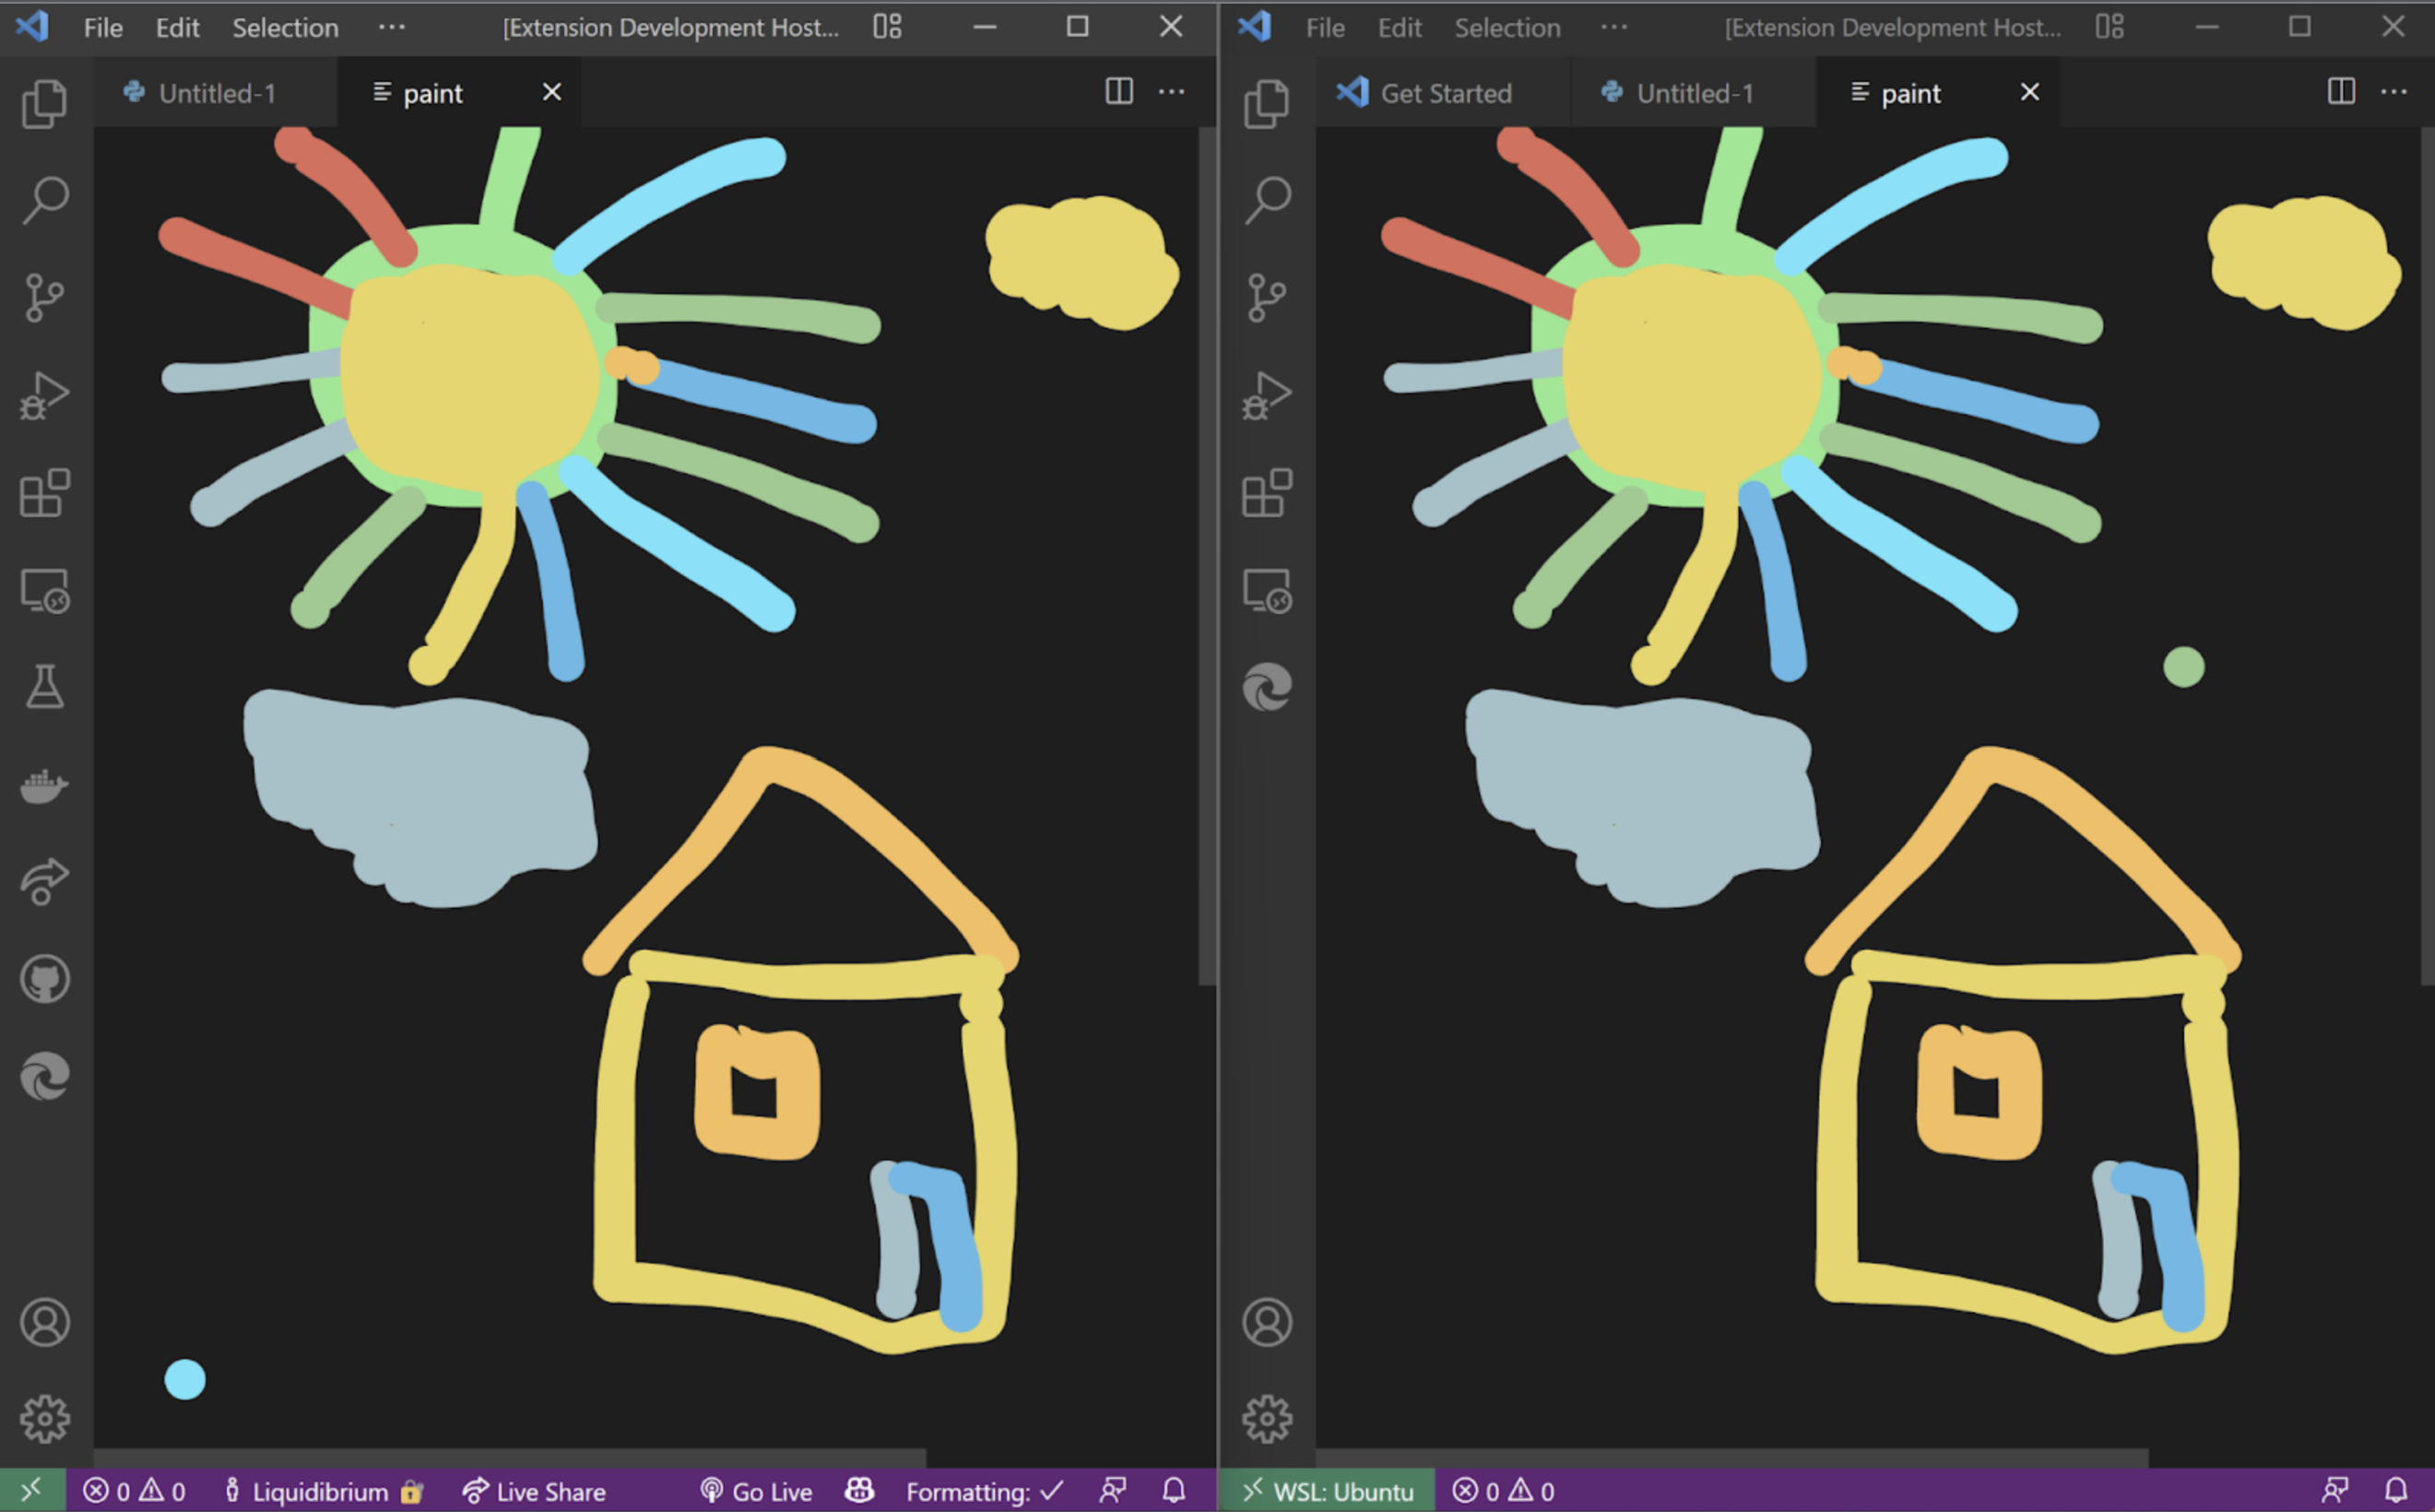 File Edit Selection ··· [Extension Development Host...
Untitled-1 paint
0 0 Liquidibrium Live Share Go Live Formatting:
File Edit Selection ··· [Extension Development Host...
Get Started Untitled-1 paint
WSL: Ubuntu 0 0